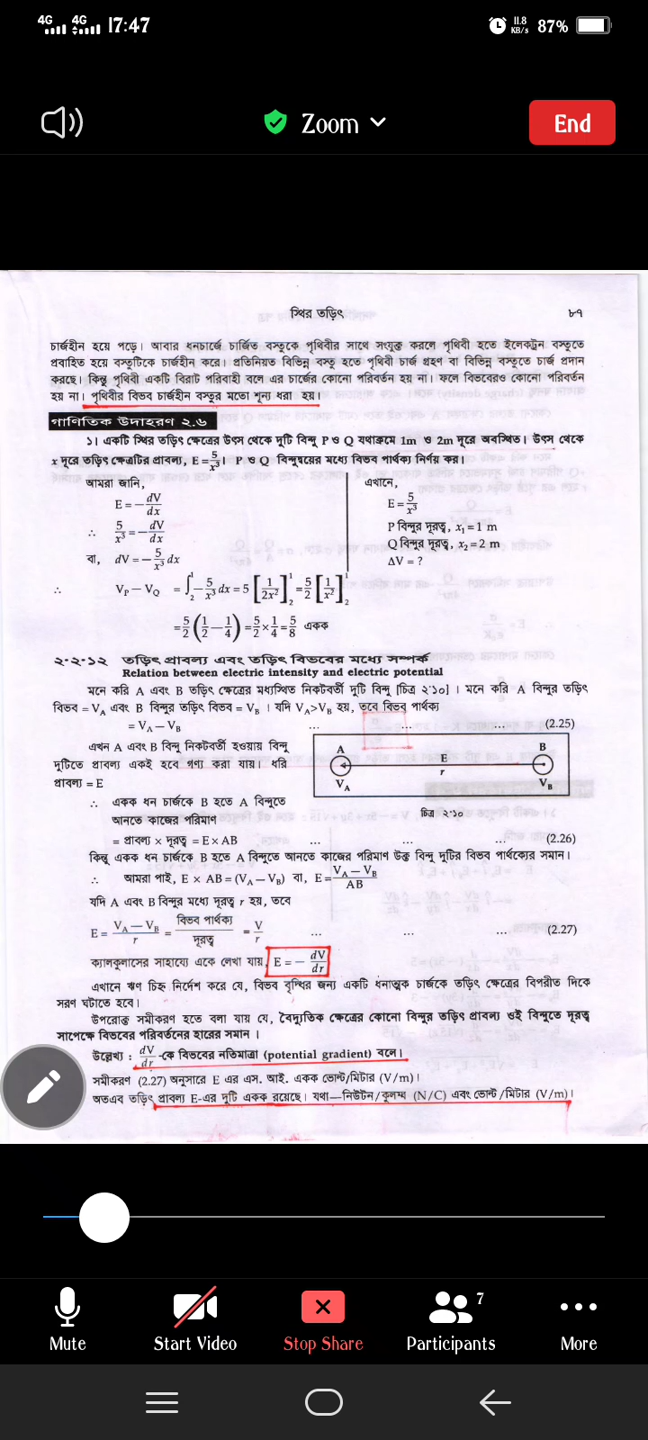 4G 4G 17:47 11.8 KB/s 87%
Zoom
End
স্থির তড়িৎ ৮৭
চার্জহীন হয়ে পড়ে। আবার ধনচার্জে চার্জিত বস্তুকে পৃথিবীর সাথে সংযুক্ত করলে পৃথিবী হতে ইলেকট্রন বস্তুতে
প্রবাহিত হয়ে বস্তুটিকে চার্জহীন করে। প্রতিনিয়ত বিভিন্ন বস্তু হতে পৃথিবী চার্জ গ্রহণ বা বিভিন্ন বস্তুতে চার্জ প্রদান
করছে। কিন্তু পৃথিবী একটি বিরাট পরিবাহী বলে এর চার্জের কোনো পরিবর্তন হয় না। ফলে বিভবেরও কোনো পরিবর্তন
হয় না। পৃথিবীর বিভব চার্জহীন বস্তুর মতো শূন্য ধরা হয়।
গাণিতিক উদাহরণ ২.৬
১। একটি স্থির তড়িৎ ক্ষেত্রের উৎস থেকে দুটি বিন্দু P ও Q যথাক্রমে 1m ও 2m দূরে অবস্থিত। উৎস থেকে
x দূরে তড়িৎ ক্ষেত্রটির প্রাবল্য, E = 5/x³। P ও Q বিন্দুদ্বয়ের মধ্যে বিভব পার্থক্য নির্ণয় কর।
আমরা জানি,
E = – dV/dx
∴ 5/x³ = – dV/dx
বা, dV = – 5/x³ dx
এখানে,
E = 5/x³
P বিন্দুর দূরত্ব, x₁ = 1 m
Q বিন্দুর দূরত্ব, x₂ = 2 m
ΔV = ?
∴ V_P – V_Q = ∫₂¹ – 5/x³ dx = 5 [1/2x²]₂¹ = 5/2 [1/x²]₂¹
= 5/2 (1/2 – 1/4) = 5/2 × 1/4 = 5/8 একক
২·২·১২ তড়িৎ প্রাবল্য এবং তড়িৎ বিভবের মধ্যে সম্পর্ক
Relation between electric intensity and electric potential
মনে করি A এবং B তড়িৎ ক্ষেত্রের মধ্যস্থিত নিকটবর্তী দুটি বিন্দু [চিত্র ২'১০]। মনে করি A বিন্দুর তড়িৎ
বিভব = V_A এবং B বিন্দুর তড়িৎ বিভব = V_B । যদি V_A>V_B হয়, তবে বিভব পার্থক্য
= V_A – V_B ... ... ... (2.25)
এখন A এবং B বিন্দু নিকটবর্তী হওয়ায় বিন্দু
দুটিতে প্রাবল্য একই হবে গণ্য করা যায়। ধরি
প্রাবল্য = E
A E B
r
V_A V_B
চিত্র ২'১০
∴ একক ধন চার্জকে B হতে A বিন্দুতে
আনতে কাজের পরিমাণ
= প্রাবল্য × দূরত্ব = E × AB ... ... ... (2.26)
কিন্তু একক ধন চার্জকে B হতে A বিন্দুতে আনতে কাজের পরিমাণ উক্ত বিন্দু দুটির বিভব পার্থক্যের সমান।
∴ আমরা পাই, E × AB = (V_A – V_B) বা, E = V_A – V_B/AB
যদি A এবং B বিন্দুর মধ্যে দূরত্ব r হয়, তবে
E = V_A – V_B/r = বিভব পার্থক্য/দূরত্ব = V/r ... ... ... (2.27)
ক্যালকুলাসের সাহায্যে একে লেখা যায়, E = – dV/dr
এখানে ঋণ চিহ্ন নির্দেশ করে যে, বিভব বৃদ্ধির জন্য একটি ধনাত্মক চার্জকে তড়িৎ ক্ষেত্রের বিপরীত দিকে
সরণ ঘটাতে হবে।
উপরোক্ত সমীকরণ হতে বলা যায় যে, বৈদ্যুতিক ক্ষেত্রের কোনো বিন্দুর তড়িৎ প্রাবল্য ওই বিন্দুতে দূরত্ব
সাপেক্ষে বিভবের পরিবর্তনের হারের সমান।
উল্লেখ্য : dV/dr -কে বিভবের নতিমাত্রা (potential gradient) বলে।
সমীকরণ (2.27) অনুসারে E এর এস. আই. একক ভোল্ট/মিটার (V/m)।
অতএব তড়িৎ প্রাবল্য E-এর দুটি একক রয়েছে। যথা—নিউটন/কুলম্ব (N/C) এবং ভোল্ট/মিটার (V/m)।
Mute
Start Video
Stop Share
Participants 7
More